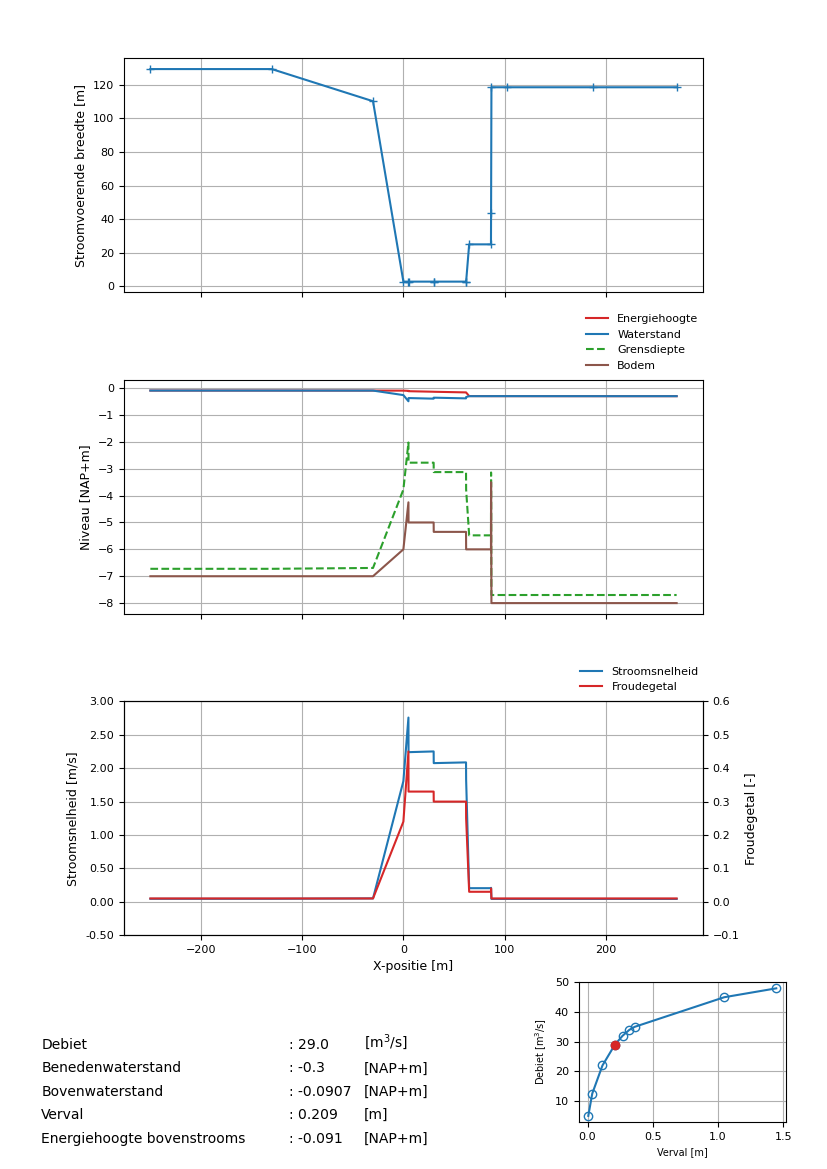 Stroomvoerende breedte [m]
120
100
80
60
40
20
0
Energiehoogte
Waterstand
Grensdiepte
Bodem
Niveau [NAP+m]
0
−1
−2
−3
−4
−5
−6
−7
−8
Stroomsnelheid
Froudegetal
Stroomsnelheid [m/s]
3.00
2.50
2.00
1.50
1.00
0.50
0.00
-0.50
0.6
0.5
0.4
0.3
0.2
0.1
0.0
−0.1
Froudegetal [-]
−200 −100 0 100 200
X-positie [m]
Debiet : 29.0 [m³/s]
Benedenwaterstand : -0.3 [NAP+m]
Bovenwaterstand : -0.0907 [NAP+m]
Verval : 0.209 [m]
Energiehoogte bovenstrooms : -0.091 [NAP+m]
Debiet [m³/s]
50
40
30
20
10
0.0 0.5 1.0 1.5
Verval [m]